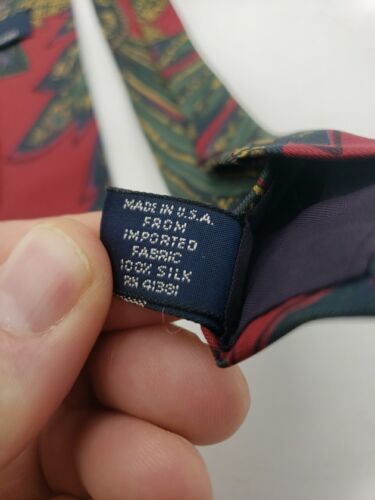 MADE IN U.S.A.
FROM
IMPORTED
FABRIC
100% SILK
RN 41381